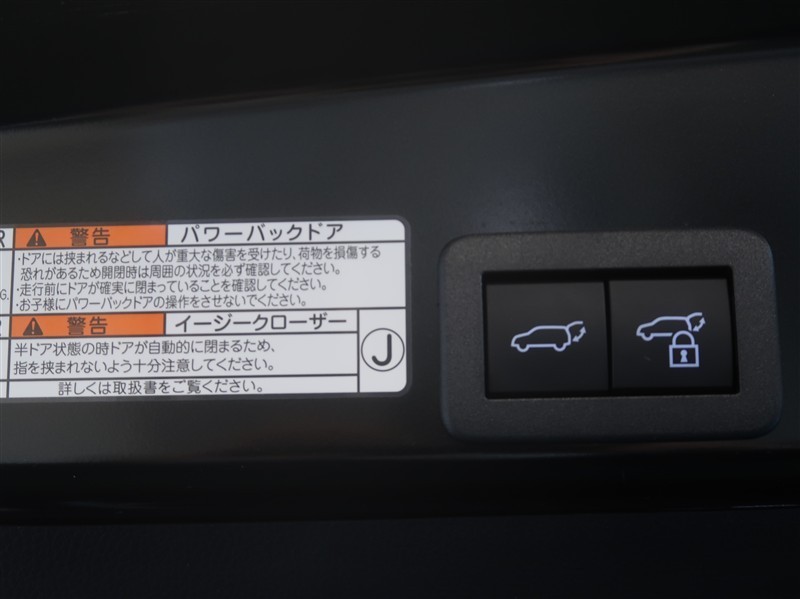 R
警告 パワーバックドア
・ドアには挟まれるなどして人が重大な傷害を受けたり、荷物を損傷する
恐れがあるため開閉時は周囲の状況を必ず確認してください。
・走行前にドアが確実に閉まっていることを確認してください。
G. ・お子様にパワーバックドアの操作をさせないでください。
R 警告 イージークローザー
半ドア状態の時ドアが自動的に閉まるため、
指を挟まれないよう十分注意してください。
J
詳しくは取扱書をご覧ください。